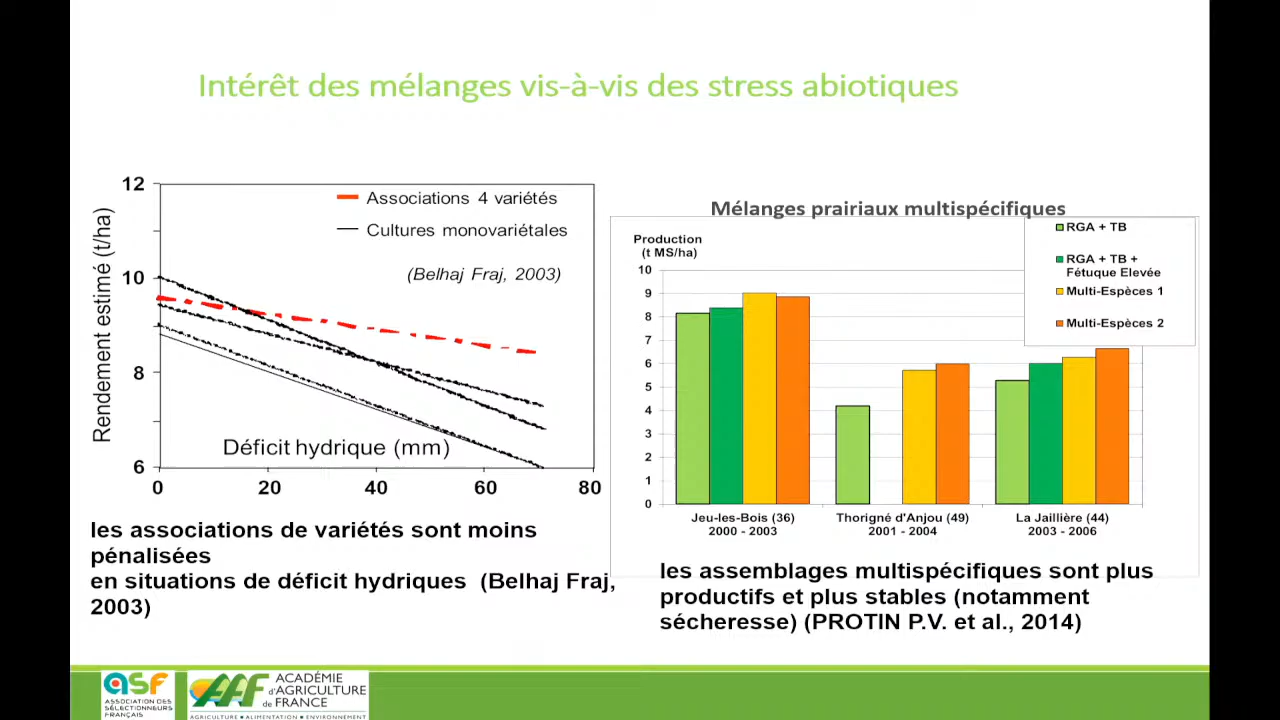 Intérêt des mélanges vis-à-vis des stress abiotiques
12
10
8
6
Rendement estimé (t/ha)
Associations 4 variétés
Cultures monovariétales
(Belhaj Fraj, 2003)
Déficit hydrique (mm)
0 20 40 60 80
les associations de variétés sont moins
pénalisées
en situations de déficit hydriques (Belhaj Fraj,
2003)
Mélanges prairiaux multispécifiques
Production
(t MS/ha)
10
9
8
7
6
5
4
3
2
1
0
RGA + TB
RGA + TB +
Fétuque Elevée
Multi-Espèces 1
Multi-Espèces 2
Jeu-les-Bois (36)
2000 - 2003
Thorigné d'Anjou (49)
2001 - 2004
La Jaillière (44)
2003 - 2006
les assemblages multispécifiques sont plus
productifs et plus stables (notamment
sécheresse) (PROTIN P.V. et al., 2014)
asf
ASSOCIATION DES
SÉLECTIONNEURS
FRANÇAIS
AAF
ACADÉMIE
d'AGRICULTURE
de FRANCE
AGRICULTURE • ALIMENTATION • ENVIRONNEMENT